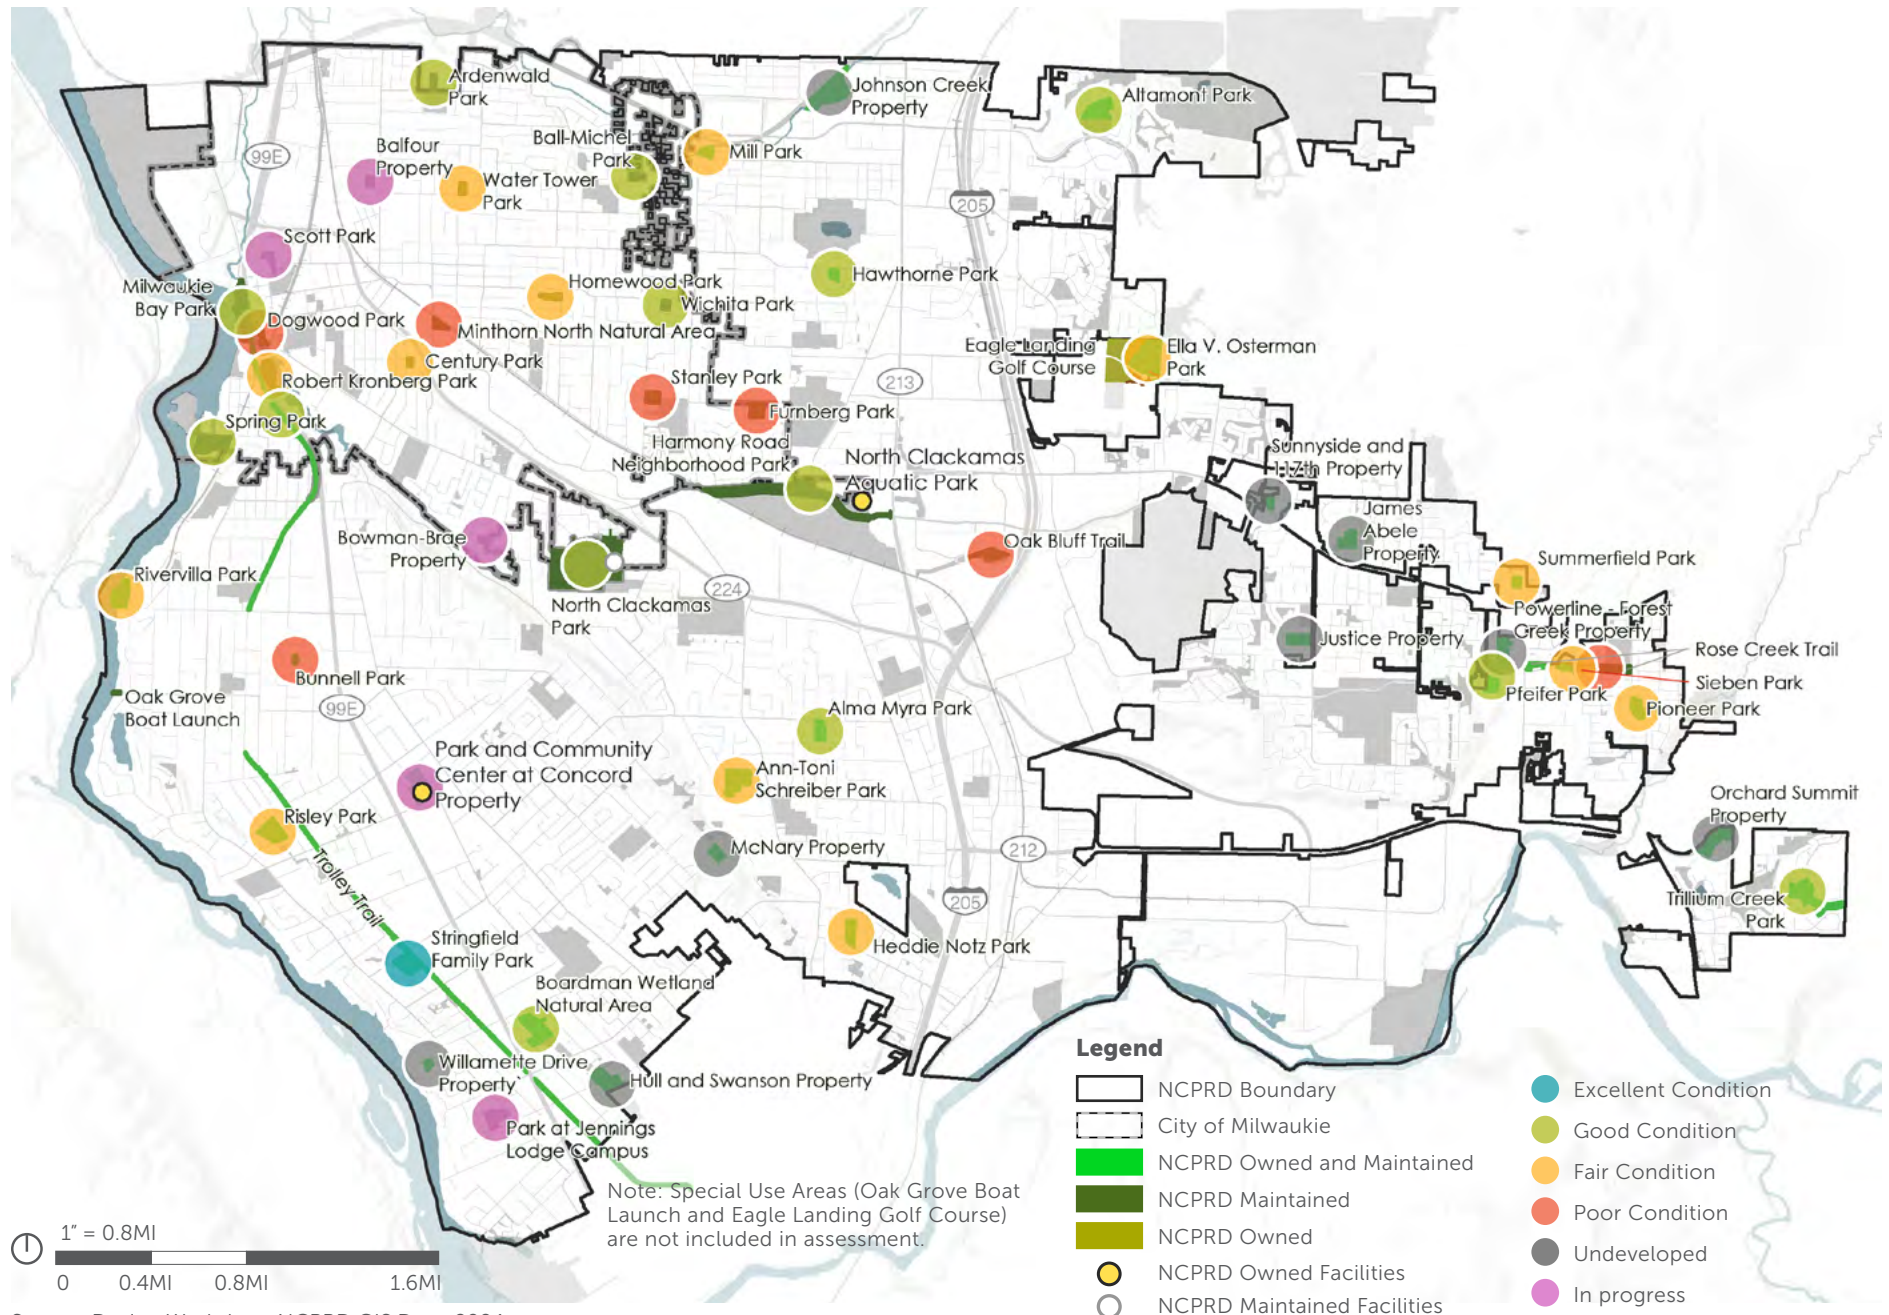 Ardenwald
Park
Johnson Creek
Property
Altamont Park
Balfour
Property
Ball-Michel
Park
Mill Park
99E
Water Tower
Park
205
Scott Park
Hawthorne Park
Milwaukie
Bay Park
Homewood Park
Wichita Park
Dogwood Park
Minthorn North Natural Area
Century Park
Eagle Landing
Golf Course
Ella V. Osterman
Park
Robert Kronberg Park
Stanley Park
213
Furnberg Park
Spring Park
Harmony Road
Neighborhood Park
North Clackamas
Aquatic Park
Sunnyside and
117th Property
James
Abele
Property
Bowman-Brae
Property
Oak Bluff Trail
Summerfield Park
Rivervilla Park
224
North Clackamas
Park
Powerline - Forest
Creek Property
Justice Property
Rose Creek Trail
Bunnell Park
Sieben Park
Pfeifer Park
Pioneer Park
Oak Grove
Boat Launch
99E
Alma Myra Park
Park and Community
Center at Concord
Property
Ann-Toni
Schreiber Park
Orchard Summit
Property
Risley Park
McNary Property
212
Trolley Trail
205
Trillium Creek
Park
Stringfield
Family Park
Heddie Notz Park
Boardman Wetland
Natural Area
Willamette Drive
Property
Hull and Swanson Property
Park at Jennings
Lodge Campus
Note: Special Use Areas (Oak Grove Boat
Launch and Eagle Landing Golf Course)
are not included in assessment.
1” = 0.8MI
0 0.4MI 0.8MI 1.6MI
Legend
NCPRD Boundary
City of Milwaukie
NCPRD Owned and Maintained
NCPRD Maintained
NCPRD Owned
NCPRD Owned Facilities
NCPRD Maintained Facilities
Excellent Condition
Good Condition
Fair Condition
Poor Condition
Undeveloped
In progress